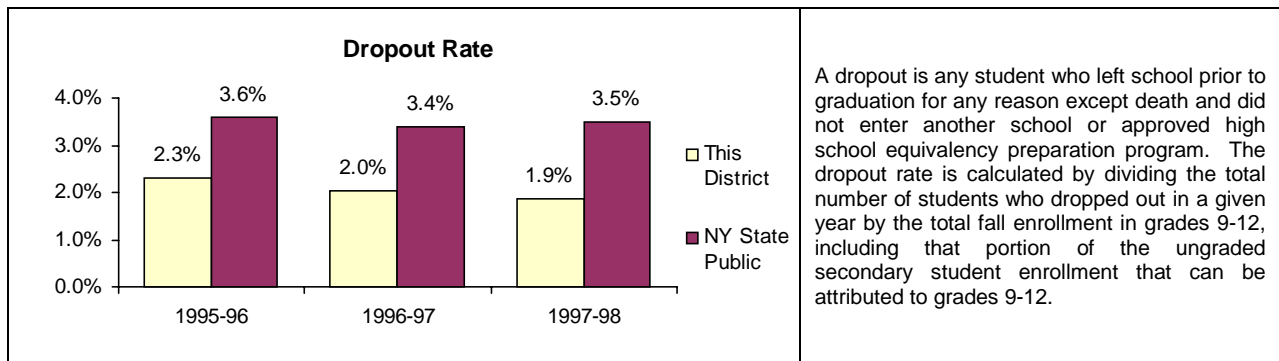 Dropout Rate
4.0%
3.0%
2.0%
1.0%
0.0%
2.3%
3.6%
2.0%
3.4%
1.9%
3.5%
1995-96
1996-97
1997-98
This
District
NY State
Public
A dropout is any student who left school prior to
graduation for any reason except death and did
not enter another school or approved high
school equivalency preparation program. The
dropout rate is calculated by dividing the total
number of students who dropped out in a given
year by the total fall enrollment in grades 9-12,
including that portion of the ungraded
secondary student enrollment that can be
attributed to grades 9-12.